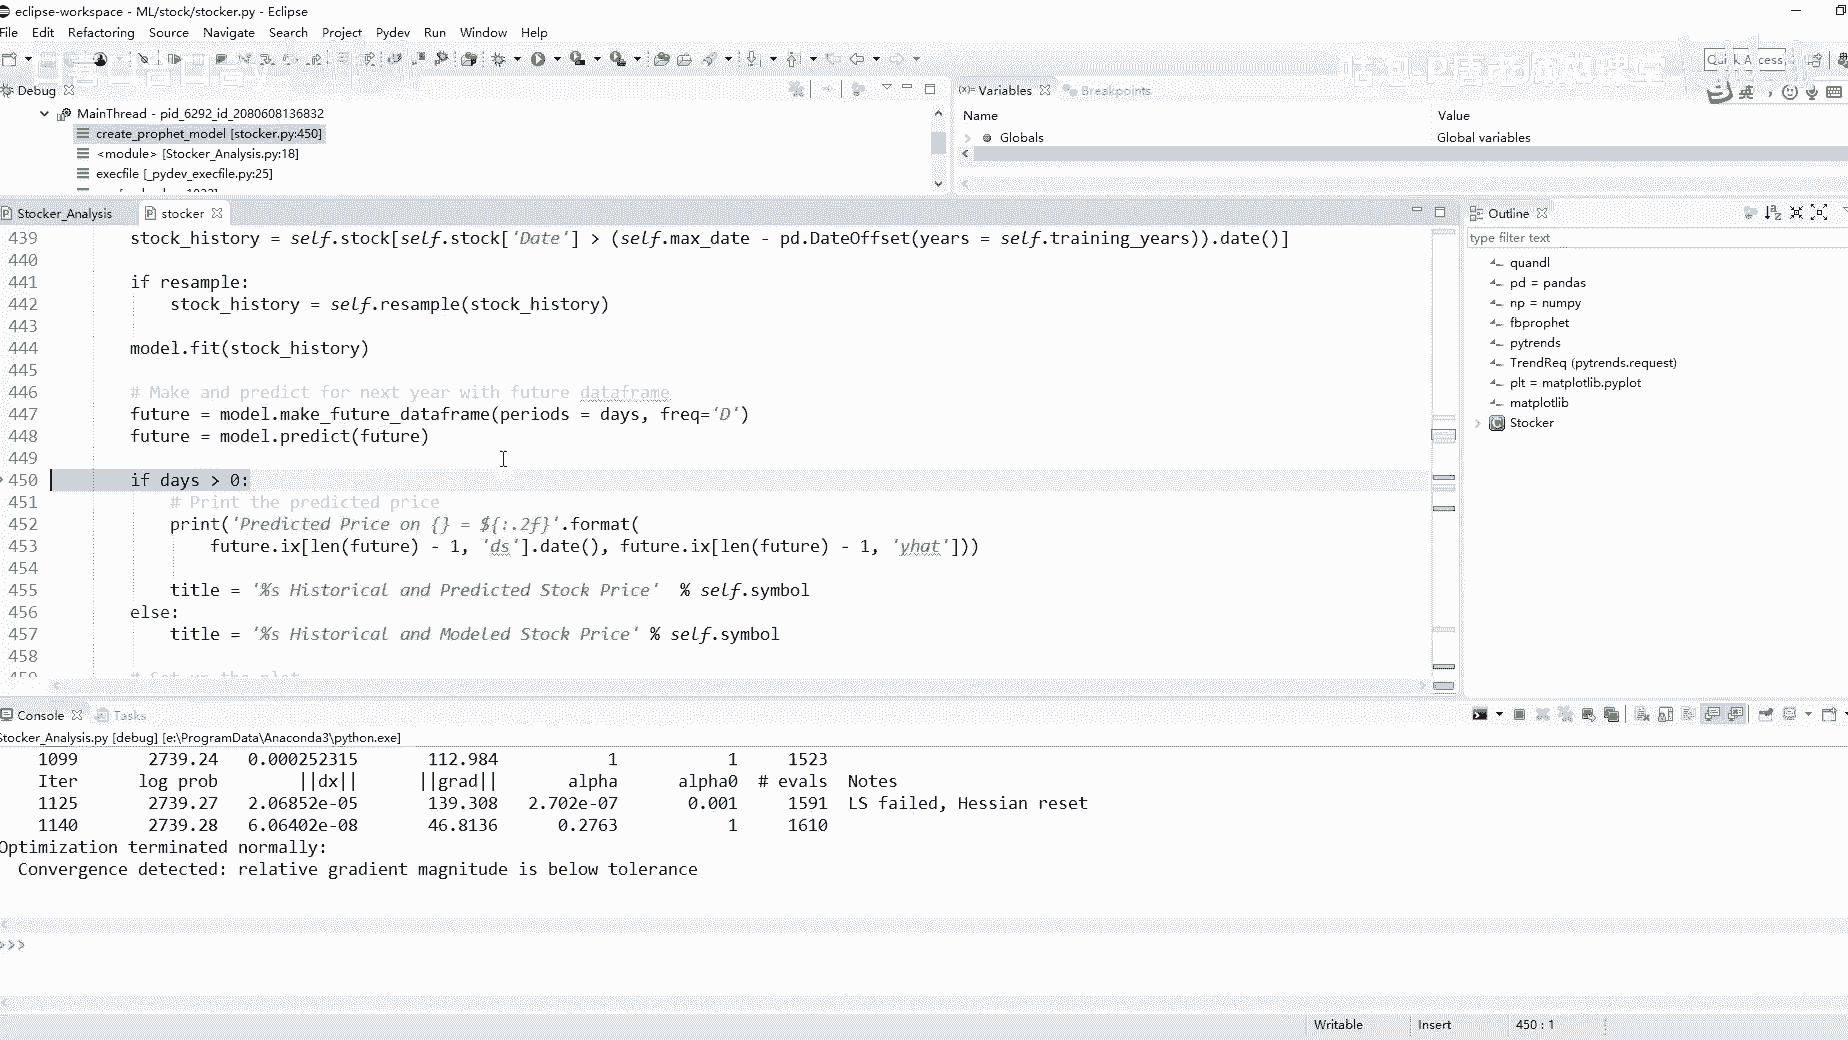 eclipse-workspace - ML/stock/stocker.py - Eclipse
File Edit Refactoring Source Navigate Search Project Pydev Run Window Help
Debug
MainThread - pid_6292_id_2080608136832
create_prophet_model [stocker.py:450]
<module> [Stocker_Analysis.py:18]
execfile [_pydev_execfile.py:25]
(x)= Variables Breakpoints
Name Value
Globals Global variables
Stocker_Analysis stocker
439 stock_history = self.stock[self.stock['Date'] > (self.max_date - pd.DateOffset(years = self.training_years)).date()]
440
441 if resample:
442 stock_history = self.resample(stock_history)
443
444 model.fit(stock_history)
445
446 # Make and predict for next year with future dataframe
447 future = model.make_future_dataframe(periods = days, freq='D')
448 future = model.predict(future)
449
450 if days > 0:
451 # Print the predicted price
452 print('Predicted Price on {} = ${:.2f}'.format(
453 future.ix[len(future) - 1, 'ds'].date(), future.ix[len(future) - 1, 'yhat']))
454
455 title = '%s Historical and Predicted Stock Price' % self.symbol
456 else:
457 title = '%s Historical and Modeled Stock Price' % self.symbol
458
Outline
type filter text
quandl
pd = pandas
np = numpy
fbprophet
pytrends
TrendReq (pytrends.request)
plt = matplotlib.pyplot
matplotlib
Stocker
Console Tasks
Stocker_Analysis.py [debug] [e:\ProgramData\Anaconda3\python.exe]
1099 2739.24 0.000252315 112.984 1 1 1523
Iter log prob ||dx|| ||grad|| alpha alpha0 # evals Notes
1125 2739.27 2.06852e-05 139.308 2.702e-07 0.001 1591 LS failed, Hessian reset
1140 2739.28 6.06402e-08 46.8136 0.2763 1 1610
Optimization terminated normally:
Convergence detected: relative gradient magnitude is below tolerance
>>>
Writable Insert 450 : 1